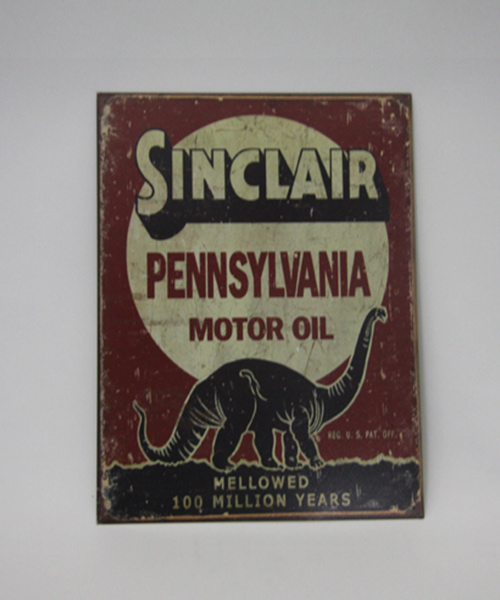 SINCLAIR
PENNSYLVANIA
MOTOR OIL
REG. U. S. PAT. OFF.
MELLOWED
100 MILLION YEARS